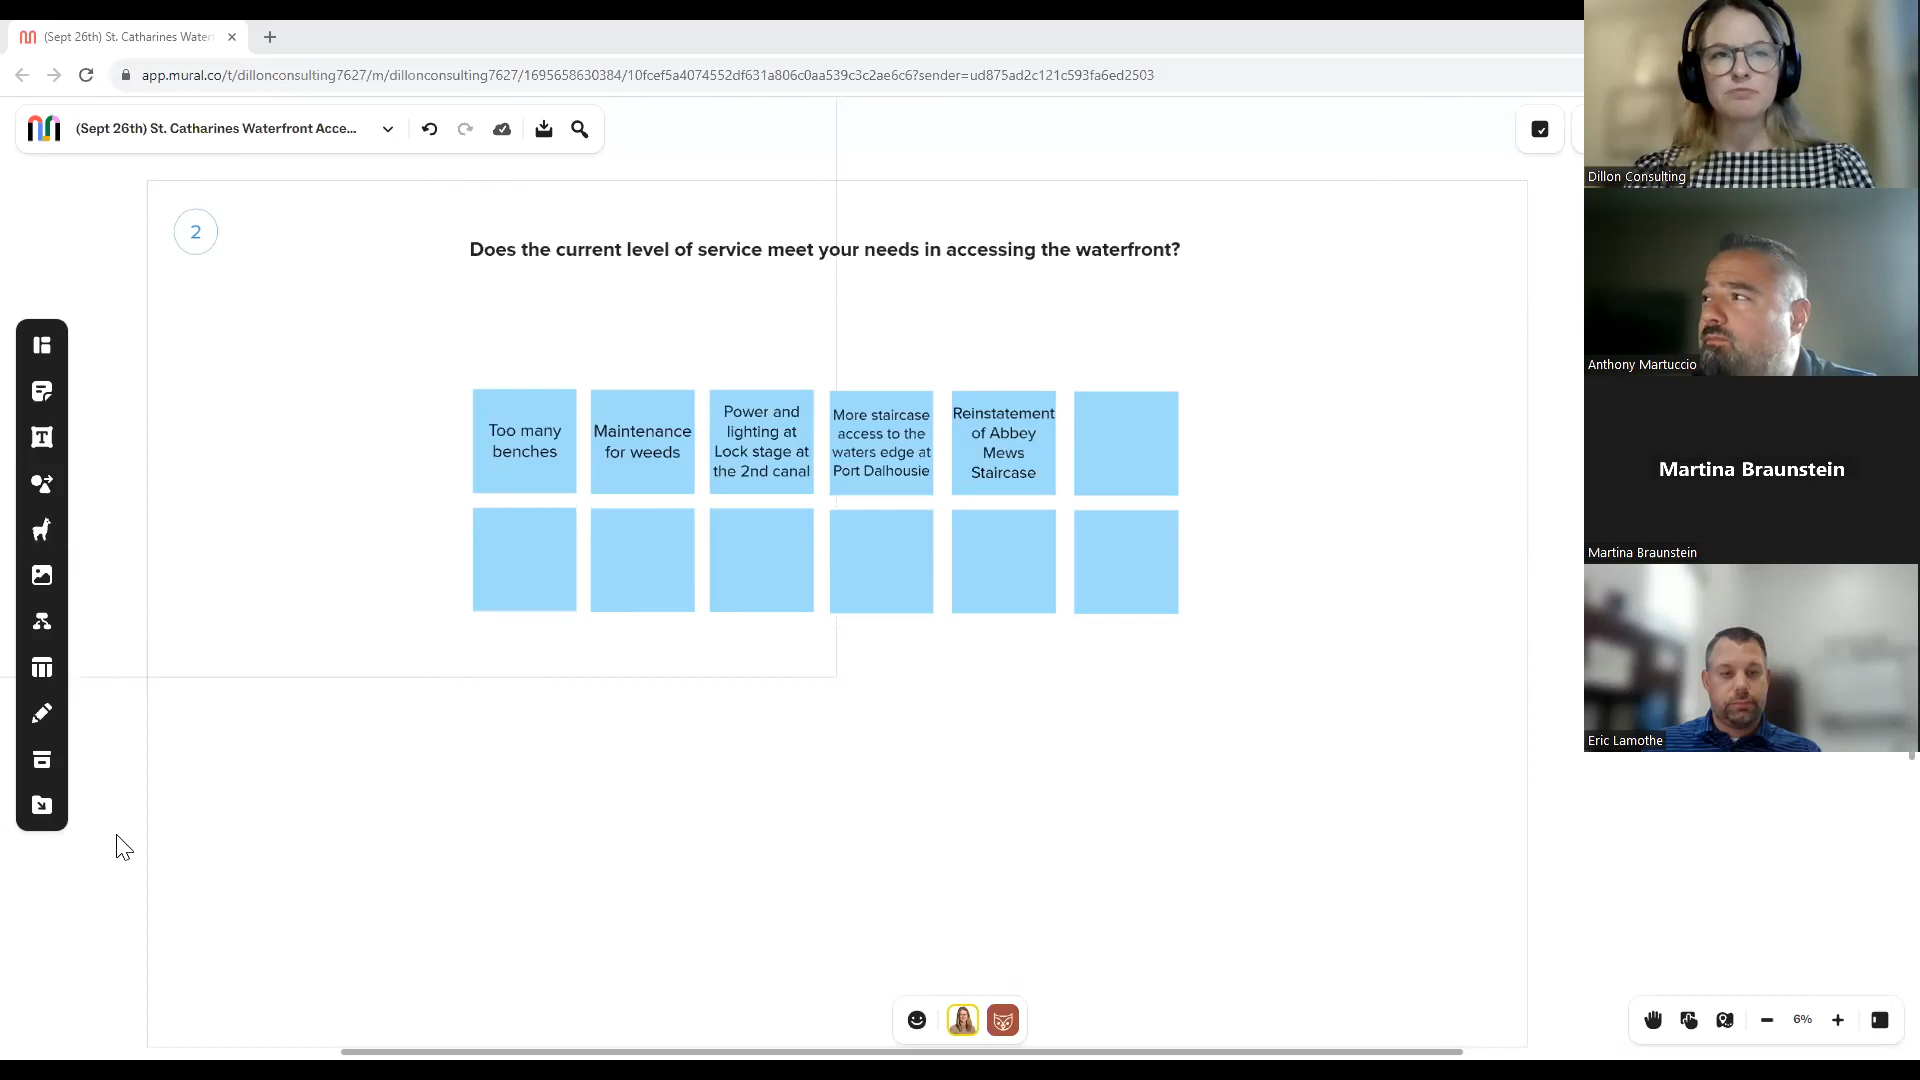 (Sept 26th) St. Catharines Water
app.mural.co/t/dillonconsulting7627/m/dillonconsulting7627/1695658630384/10fcef5a4074552df631a806c0aa539c3c2ae6c6?sender=ud875ad2c121c593fa6ed2503
(Sept 26th) St. Catharines Waterfront Acce...
2
Does the current level of service meet your needs in accessing the waterfront?
Too many
benches
Maintenance
for weeds
Power and
lighting at
Lock stage at
the 2nd canal
More staircase
access to the
waters edge at
Port Dalhousie
Reinstatement
of Abbey
Mews
Staircase
Dillon Consulting
Anthony Martuccio
Martina Braunstein
Martina Braunstein
Eric Lamothe
6%